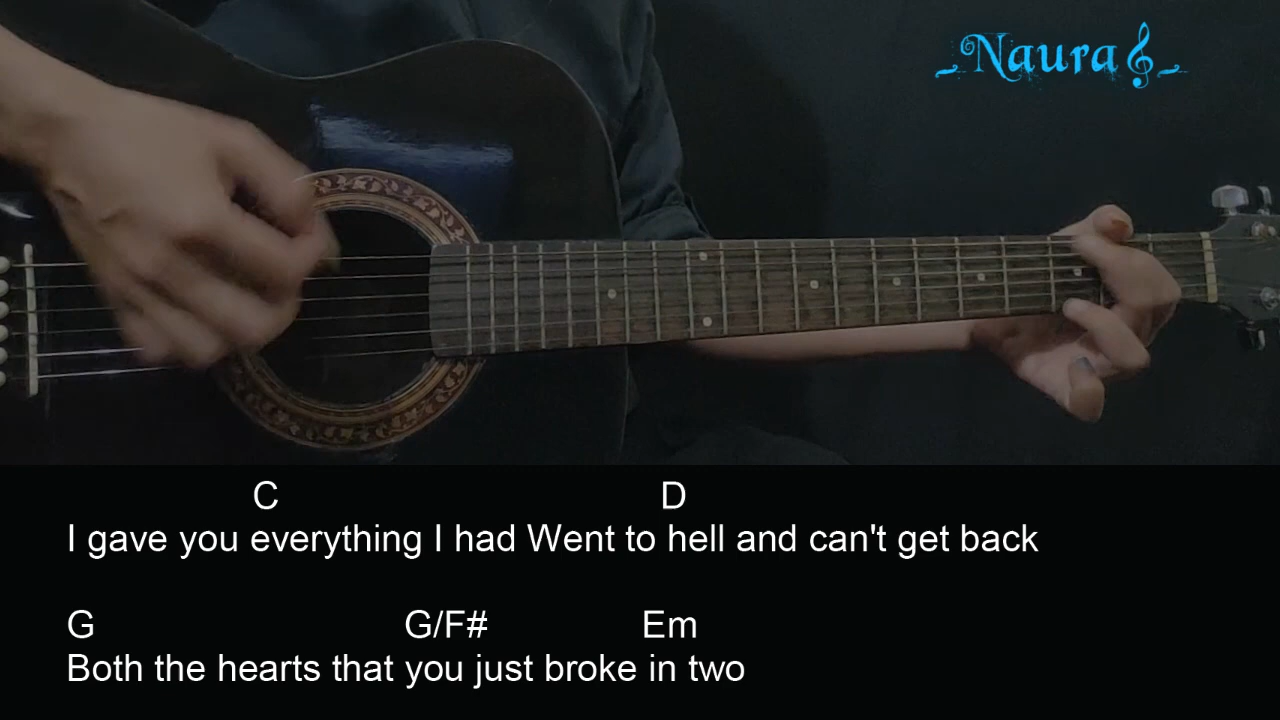 Naura
C D
I gave you everything I had Went to hell and can't get back
G G/F# Em
Both the hearts that you just broke in two